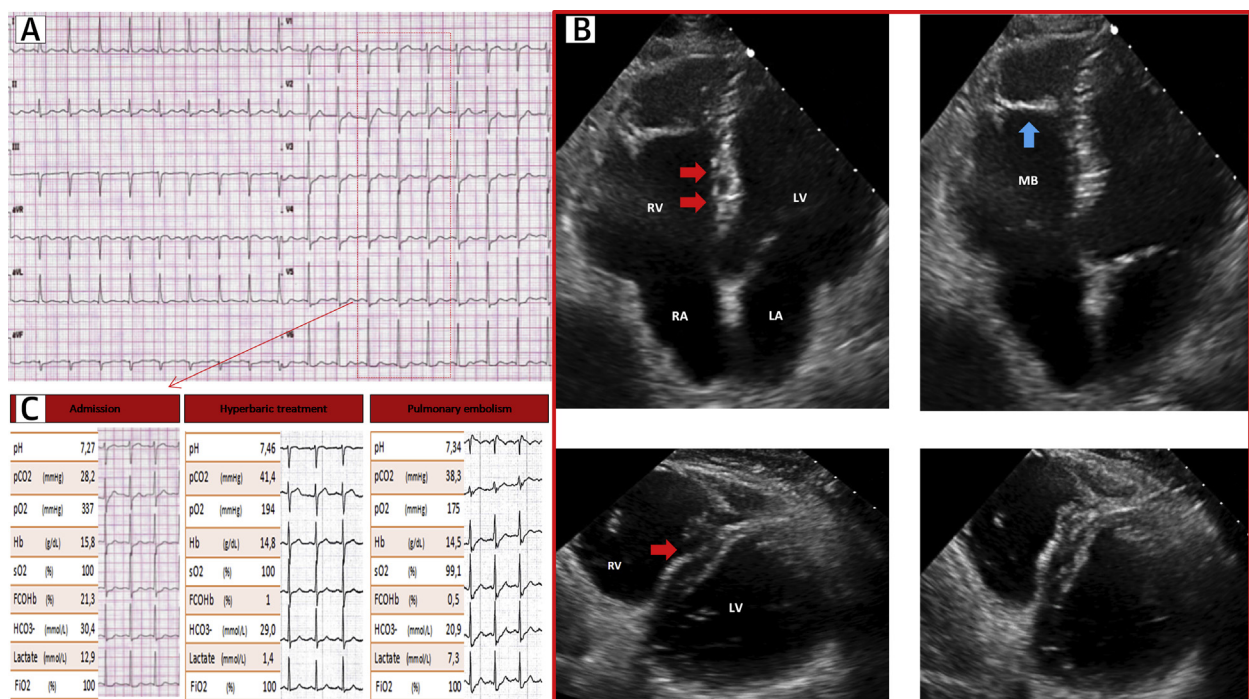 A
I
V1
II
V2
III
V3
aVR
V4
aVL
V5
aVF
V6
B
RV
LV
RA
LA
MB
RV
LV
C
Admission
pH 7,27
pCO2 (mmHg) 28,2
pO2 (mmHg) 337
Hb (g/dL) 15,8
sO2 (%) 100
FCOHb (%) 21,3
HCO3- (mmol/L) 30,4
Lactate (mmol/L) 12,9
FiO2 (%) 100
Hyperbaric treatment
pH 7,46
pCO2 (mmHg) 41,4
pO2 (mmHg) 194
Hb (g/dL) 14,8
sO2 (%) 100
FCOHb (%) 1
HCO3- (mmol/L) 29,0
Lactate (mmol/L) 1,4
FiO2 (%) 100
Pulmonary embolism
pH 7,34
pCO2 (mmHg) 38,3
pO2 (mmHg) 175
Hb (g/dL) 14,5
sO2 (%) 99,1
FCOHb (%) 0,5
HCO3- (mmol/L) 20,9
Lactate (mmol/L) 7,3
FiO2 (%) 100